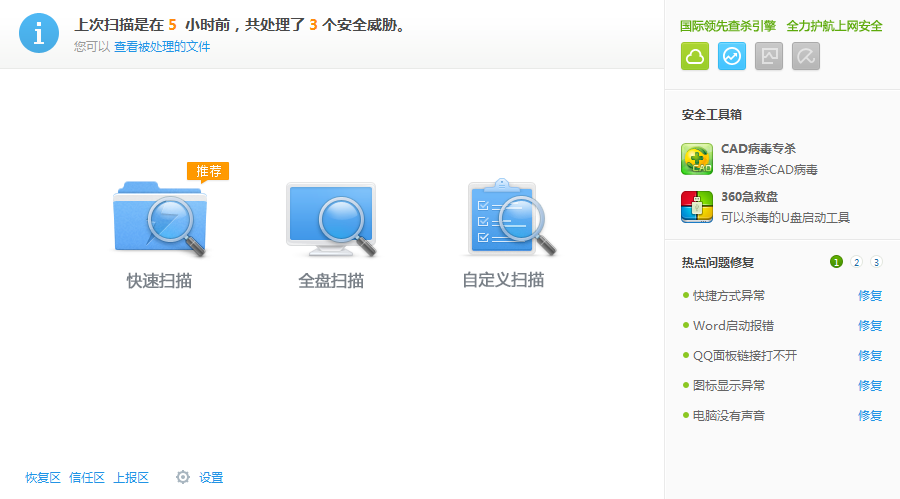 上次扫描是在 5 小时前，共处理了 3 个安全威胁。
您可以 查看被处理的文件
推荐
快速扫描
全盘扫描
自定义扫描
恢复区 信任区 上报区 设置
国际领先查杀引擎 全力护航上网安全
安全工具箱
CAD
CAD病毒专杀
精准查杀CAD病毒
360急救盘
可以杀毒的U盘启动工具
热点问题修复 1 2 3
快捷方式异常 修复
Word启动报错 修复
QQ面板链接打不开 修复
图标显示异常 修复
电脑没有声音 修复